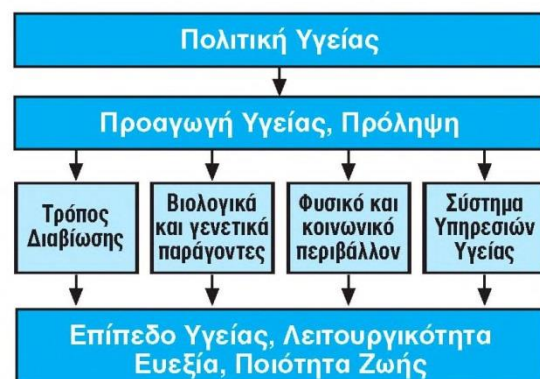 Πολιτική Υγείας
Προαγωγή Υγείας, Πρόληψη
Τρόπος
Διαβίωσης
Βιολογικά
και γενετικά
παράγοντες
Φυσικό και
κοινωνικό
περιβάλλον
Σύστημα
Υπηρεσιών
Υγείας
Επίπεδο Υγείας, Λειτουργικότητα
Ευεξία, Ποιότητα Ζωής